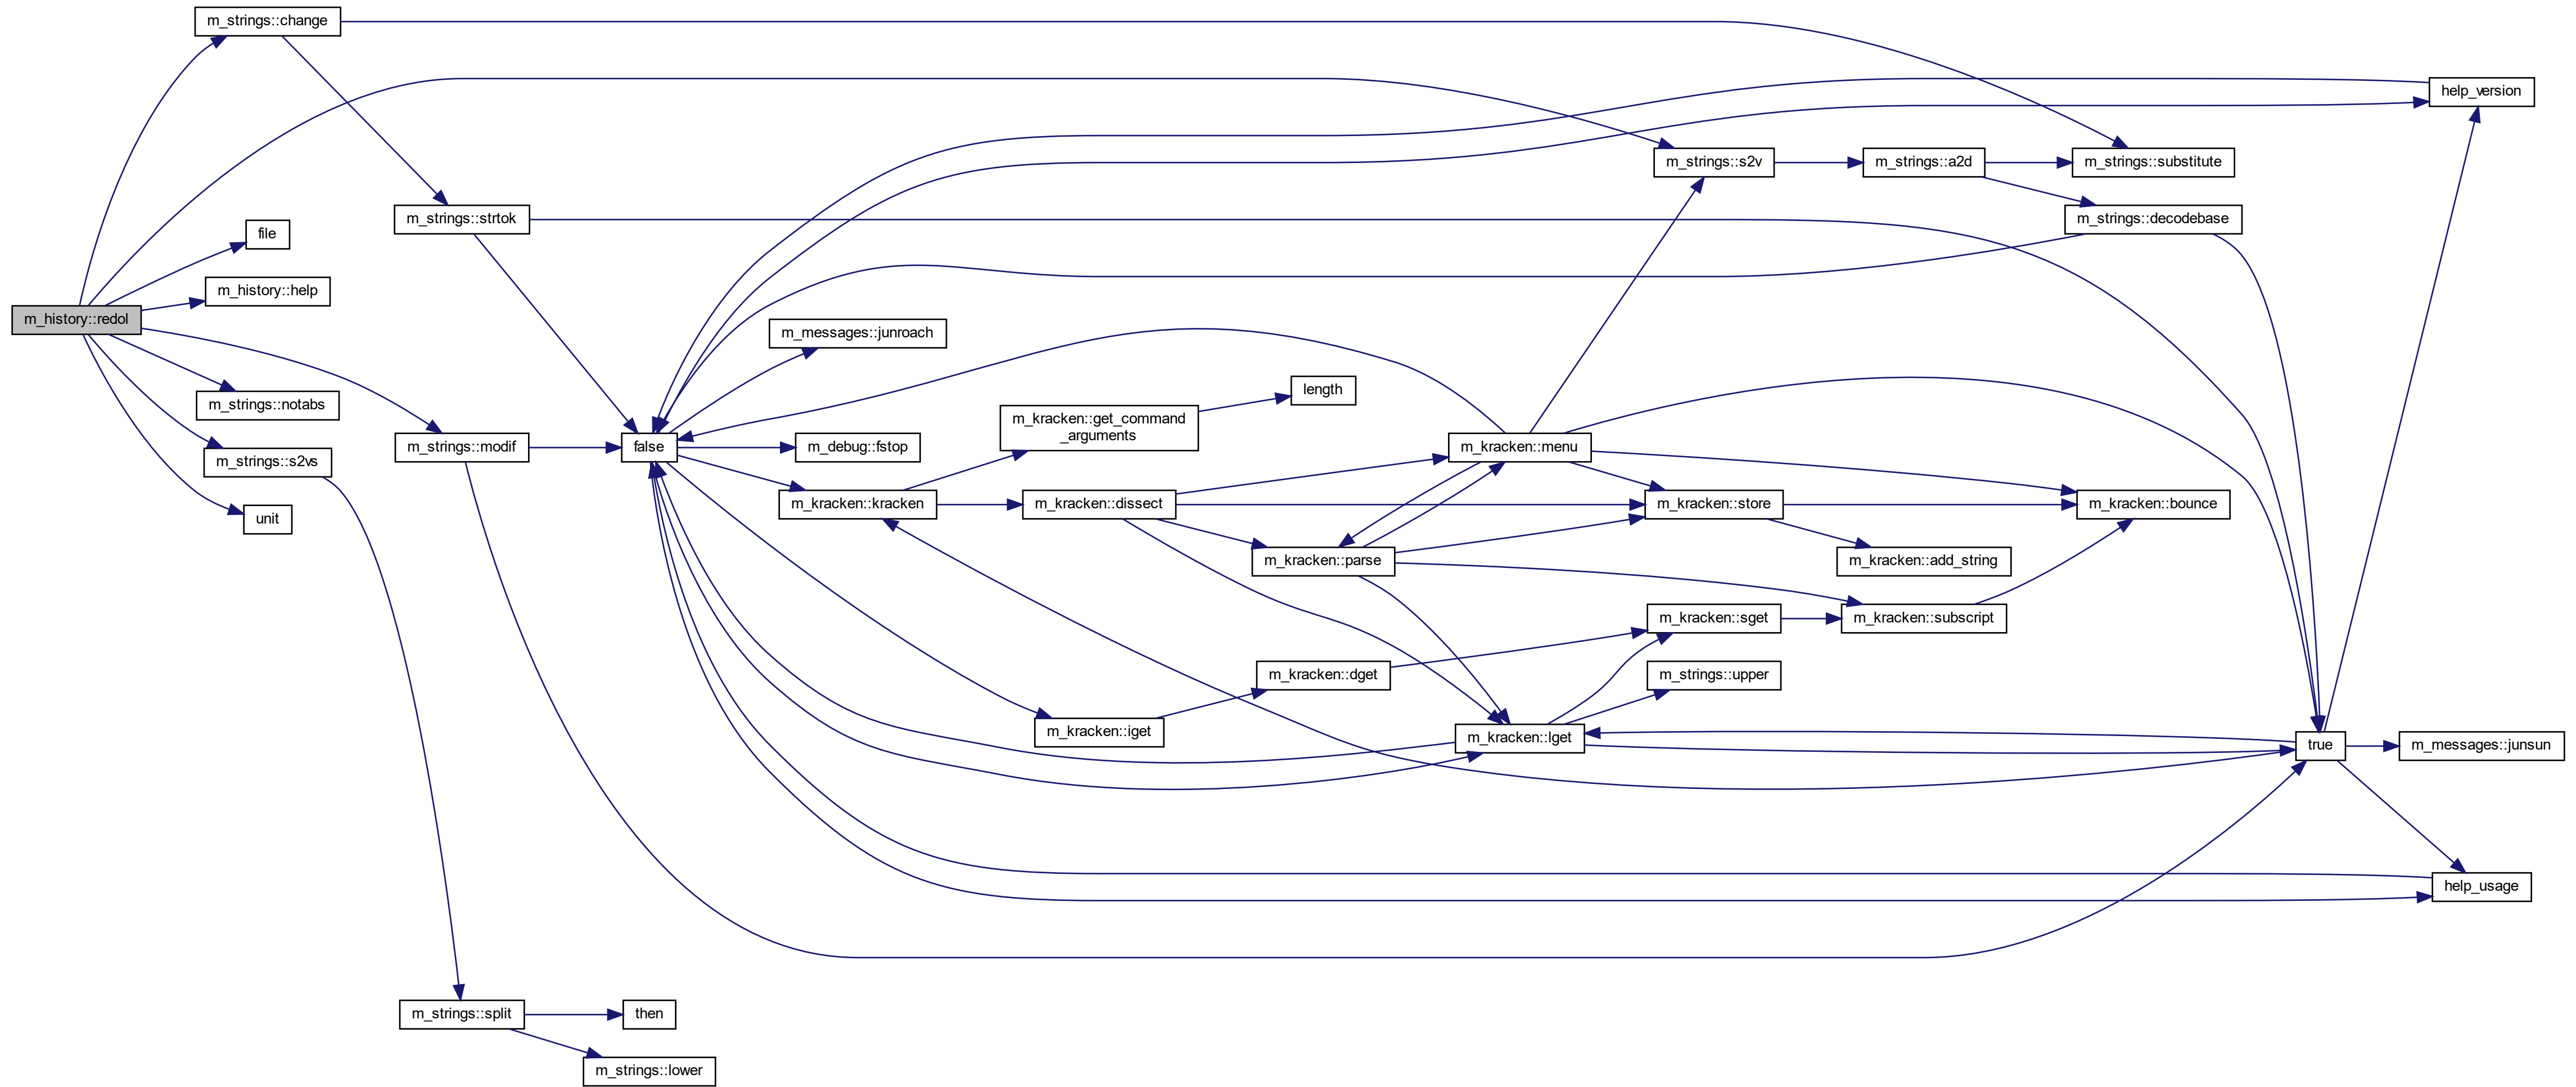 m_strings::change
help_version
m_strings::s2v
m_strings::a2d
m_strings::substitute
m_strings::strtok
m_strings::decodebase
file
m_history::help
m_history::redol
m_messages::junroach
length
m_strings::notabs
m_kracken::get_command
_arguments
m_strings::modif
false
m_debug::fstop
m_kracken::menu
m_strings::s2vs
m_kracken::kracken
m_kracken::dissect
m_kracken::store
m_kracken::bounce
unit
m_kracken::parse
m_kracken::add_string
m_kracken::sget
m_kracken::subscript
m_kracken::dget
m_strings::upper
m_kracken::iget
m_kracken::lget
true
m_messages::junsun
help_usage
m_strings::split
then
m_strings::lower